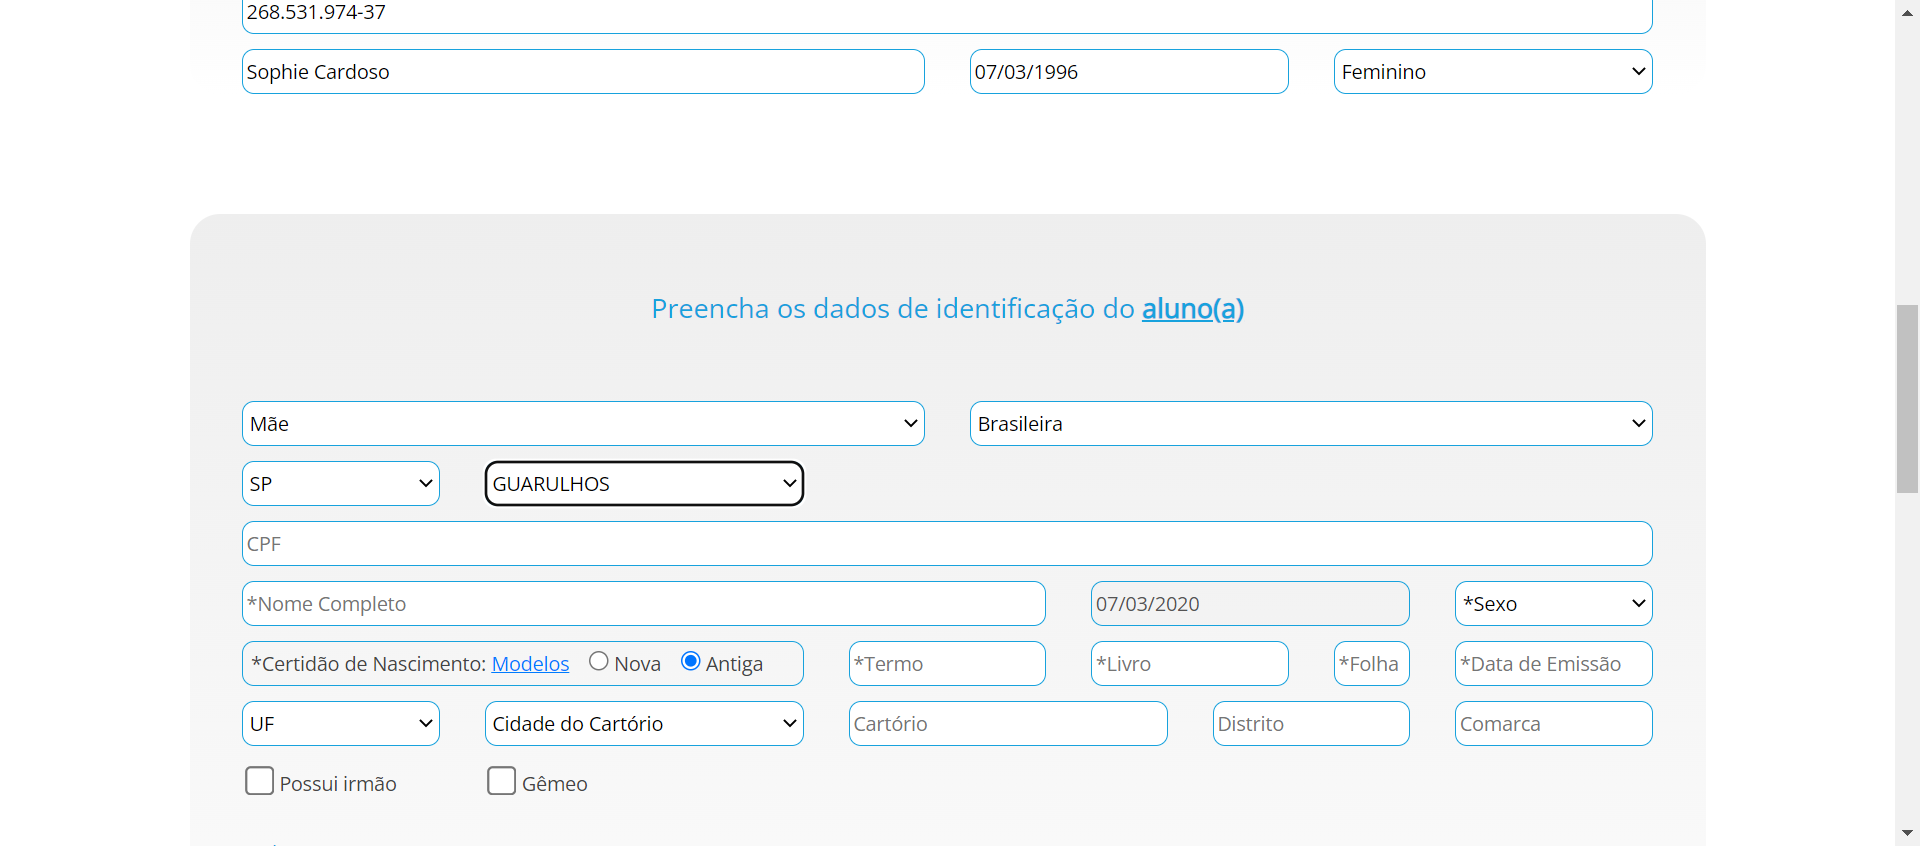 268.531.974-37
Sophie Cardoso 07/03/1996 Feminino
Preencha os dados de identificação do aluno(a)
Mãe Brasileira
SP GUARULHOS
CPF
*Nome Completo 07/03/2020 *Sexo
*Certidão de Nascimento: Modelos Nova Antiga *Termo *Livro *Folha *Data de Emissão
UF Cidade do Cartório Cartório Distrito Comarca
Possui irmão Gêmeo